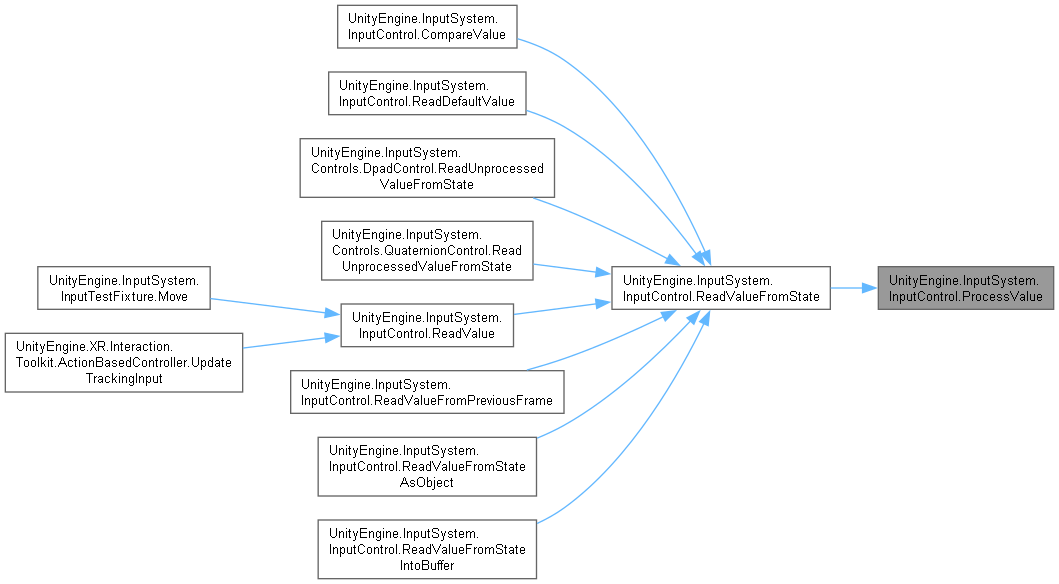 UnityEngine.InputSystem.
InputControl.CompareValue
UnityEngine.InputSystem.
InputControl.ReadDefaultValue
UnityEngine.InputSystem.
Controls.DpadControl.ReadUnprocessed
ValueFromState
UnityEngine.InputSystem.
Controls.QuaternionControl.Read
UnprocessedValueFromState
UnityEngine.InputSystem.
InputTestFixture.Move
UnityEngine.XR.Interaction.
Toolkit.ActionBasedController.Update
TrackingInput
UnityEngine.InputSystem.
InputControl.ReadValue
UnityEngine.InputSystem.
InputControl.ReadValueFromPreviousFrame
UnityEngine.InputSystem.
InputControl.ReadValueFromState
AsObject
UnityEngine.InputSystem.
InputControl.ReadValueFromState
IntoBuffer
UnityEngine.InputSystem.
InputControl.ReadValueFromState
UnityEngine.InputSystem.
InputControl.ProcessValue